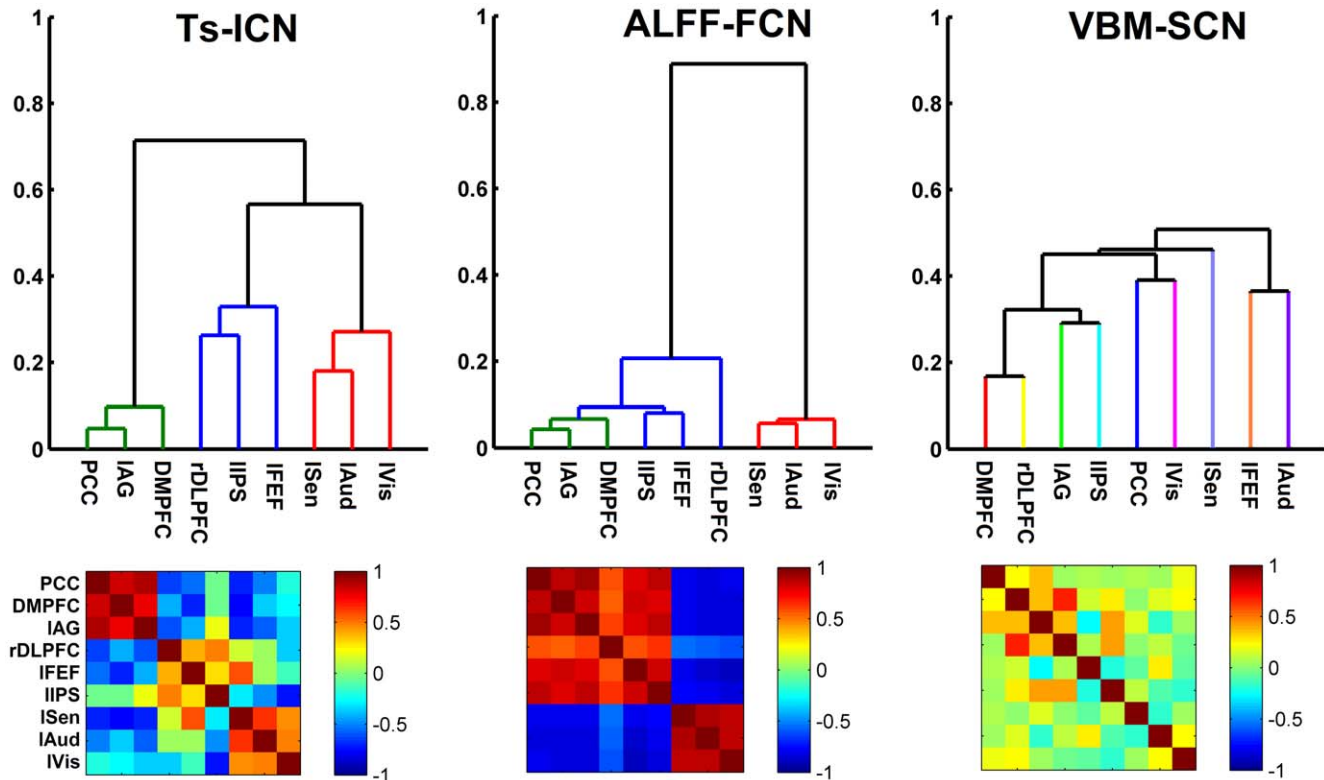 Ts-ICN
ALFF-FCN
VBM-SCN
1
0.8
0.6
0.4
0.2
0
1
0.8
0.6
0.4
0.2
0
1
0.8
0.6
0.4
0.2
0
PCC
lAG
DMPFC
rDLPFC
lIPS
lFEF
lSen
lAud
lVis
PCC
lAG
DMPFC
lIPS
lFEF
rDLPFC
lSen
lAud
lVis
DMPFC
rDLPFC
lAG
lIPS
PCC
lVis
lSen
lFEF
lAud
PCC
DMPFC
lAG
rDLPFC
lFEF
lIPS
lSen
lAud
lVis
1
0.5
0
-0.5
-1
1
0.5
0
-0.5
-1
1
0.5
0
-0.5
-1